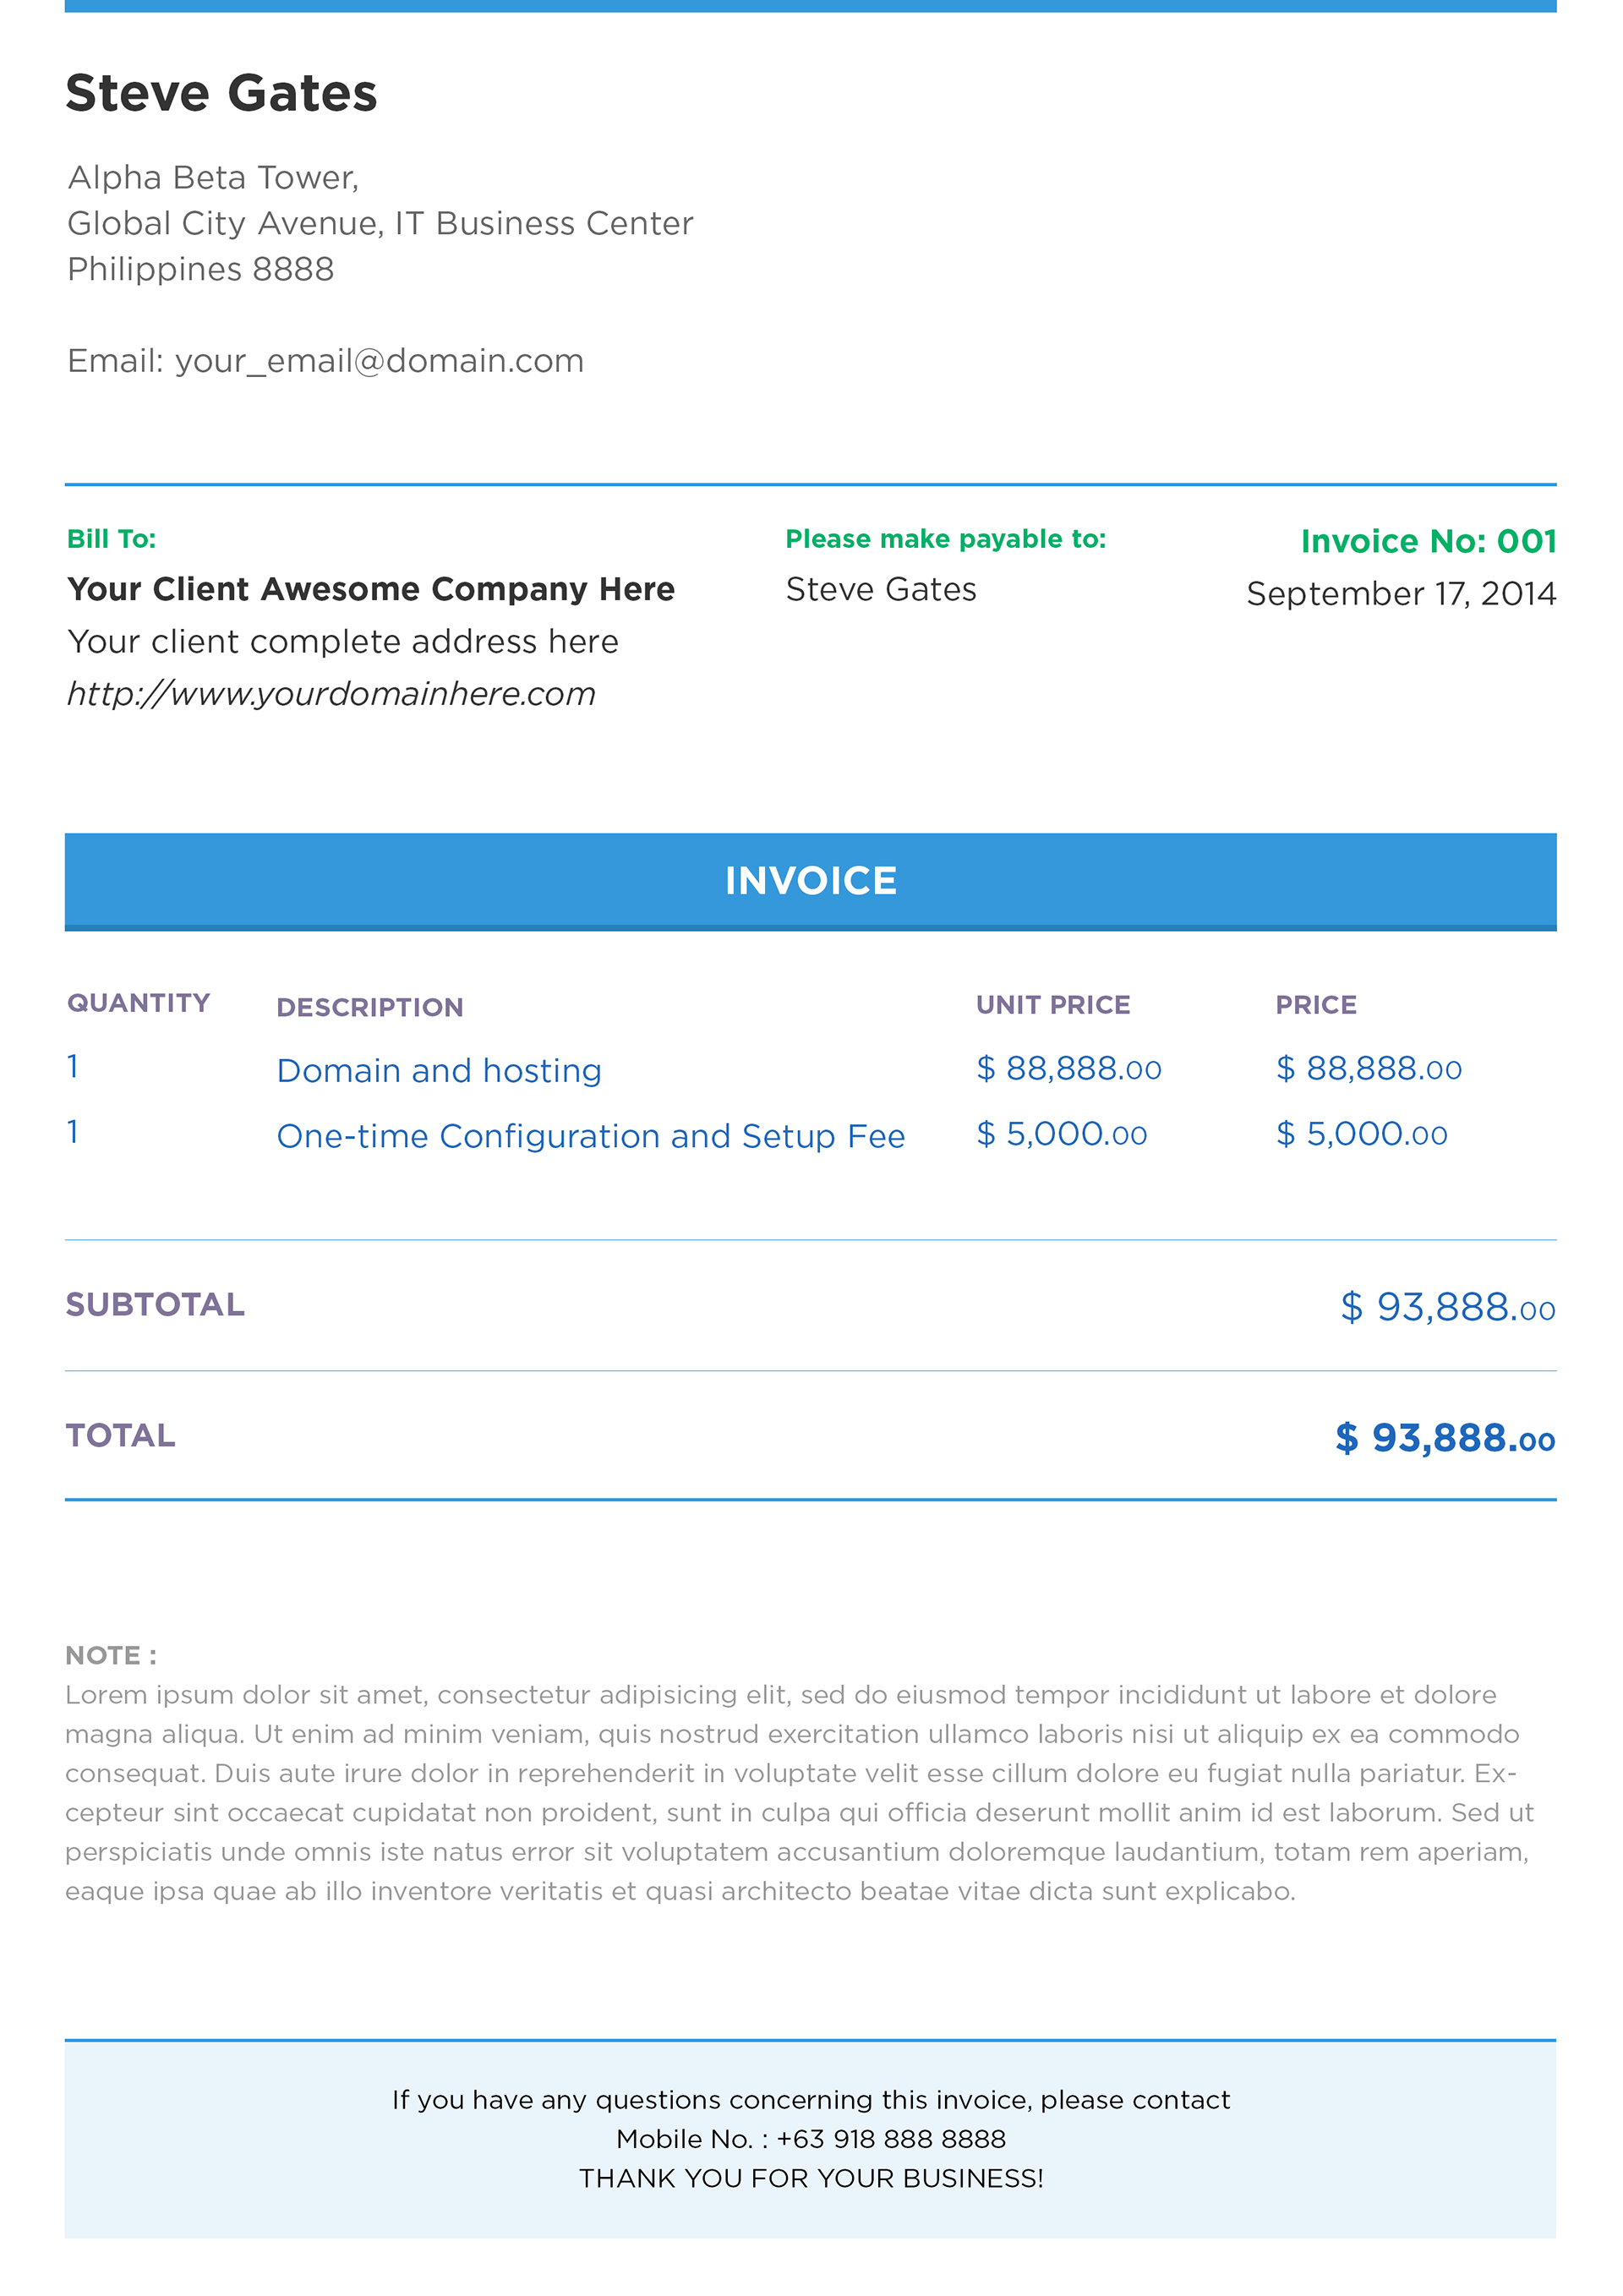 Steve Gates
Alpha Beta Tower,
Global City Avenue, IT Business Center
Philippines 8888
Email: your_email@domain.com
Bill To:
Your Client Awesome Company Here
Your client complete address here
http://www.yourdomainhere.com
Please make payable to:
Steve Gates
Invoice No: 001
September 17, 2014
INVOICE
QUANTITY DESCRIPTION UNIT PRICE PRICE
1 Domain and hosting $ 88,888.00 $ 88,888.00
1 One-time Configuration and Setup Fee $ 5,000.00 $ 5,000.00
SUBTOTAL $ 93,888.00
TOTAL $ 93,888.00
NOTE :
Lorem ipsum dolor sit amet, consectetur adipisicing elit, sed do eiusmod tempor incididunt ut labore et dolore
magna aliqua. Ut enim ad minim veniam, quis nostrud exercitation ullamco laboris nisi ut aliquip ex ea commodo
consequat. Duis aute irure dolor in reprehenderit in voluptate velit esse cillum dolore eu fugiat nulla pariatur. Ex-
cepteur sint occaecat cupidatat non proident, sunt in culpa qui officia deserunt mollit anim id est laborum. Sed ut
perspiciatis unde omnis iste natus error sit voluptatem accusantium doloremque laudantium, totam rem aperiam,
eaque ipsa quae ab illo inventore veritatis et quasi architecto beatae vitae dicta sunt explicabo.
If you have any questions concerning this invoice, please contact
Mobile No. : +63 918 888 8888
THANK YOU FOR YOUR BUSINESS!